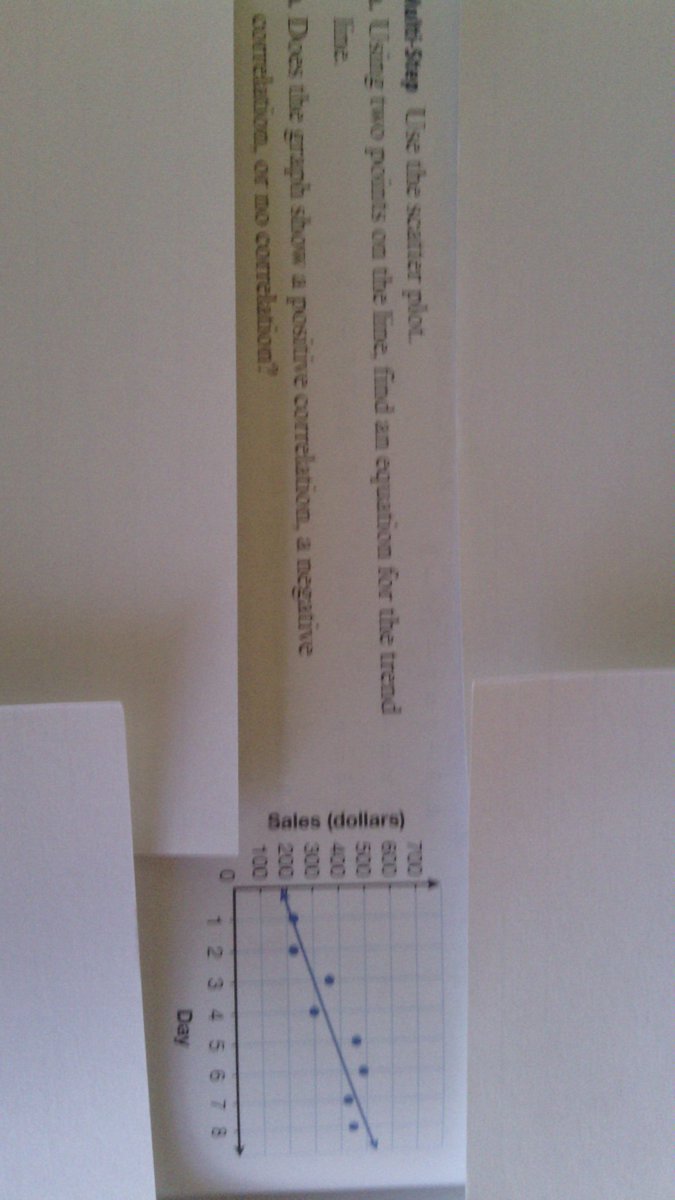 Multi-Step Use the scatter plot.
a. Using two points on the line, find an equation for the trend
line.
Does the graph show a positive correlation, a negative
correlation, or no correlation?
Sales (dollars)
700
600
500
400
300
200
100
0
1 2 3 4 5 6 7 8
Day